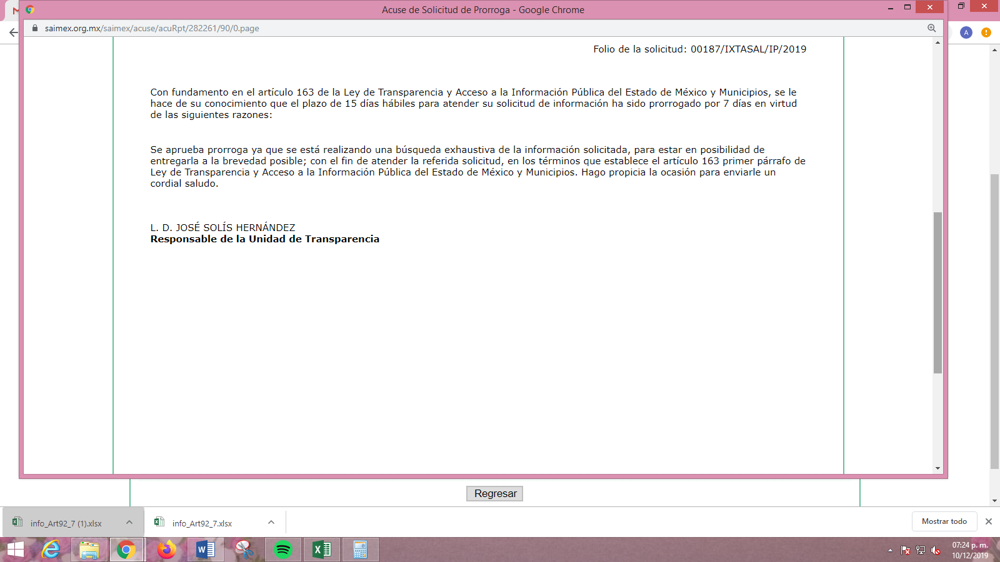 Acuse de Solicitud de Prorroga - Google Chrome
saimex.org.mx/saimex/acuse/acuRpt/282261/90/0.page
A
Folio de la solicitud: 00187/IXTASAL/IP/2019
Con fundamento en el artículo 163 de la Ley de Transparencia y Acceso a la Información Pública del Estado de México y Municipios, se le
hace de su conocimiento que el plazo de 15 días hábiles para atender su solicitud de información ha sido prorrogado por 7 días en virtud
de las siguientes razones:
Se aprueba prorroga ya que se está realizando una búsqueda exhaustiva de la información solicitada, para estar en posibilidad de
entregarla a la brevedad posible; con el fin de atender la referida solicitud, en los términos que establece el artículo 163 primer párrafo de
Ley de Transparencia y Acceso a la Información Pública del Estado de México y Municipios. Hago propicia la ocasión para enviarle un
cordial saludo.
L. D. JOSÉ SOLÍS HERNÁNDEZ
Responsable de la Unidad de Transparencia
Regresar
info_Art92_7 (1).xlsx
info_Art92_7.xlsx
Mostrar todo
07:24 p. m.
10/12/2019